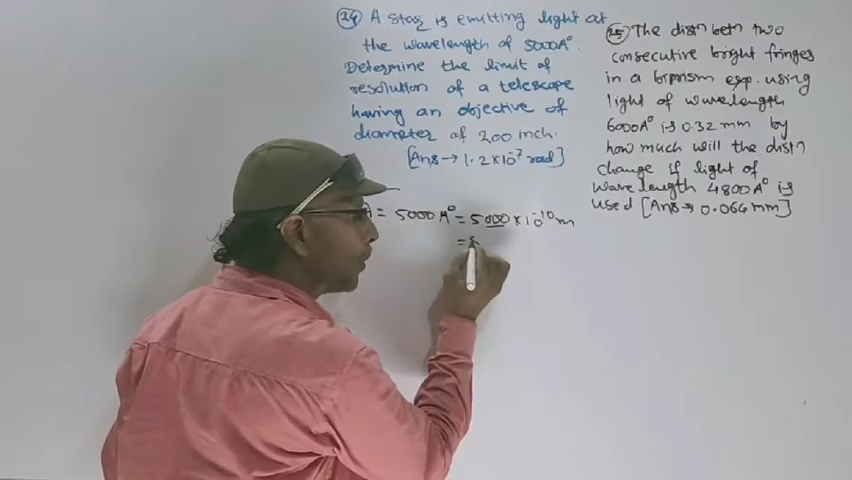 (24) A star is emitting light at
the wavelength of 5000A°.
Determine the limit of
resolution of a telescope
having an objective of
diameter of 200 inch.
[Ans → 1.2×10⁻⁷ rad]
(25) The distn betn two
consecutive bright fringes
in a biprism exp. using
light of wavelength
6000A° is 0.32 mm by
how much will the distn
change if light of
wavelength 4800A° is
used [Ans → 0.064 mm]
= 5000A° = 5000×10⁻¹⁰m
= 5